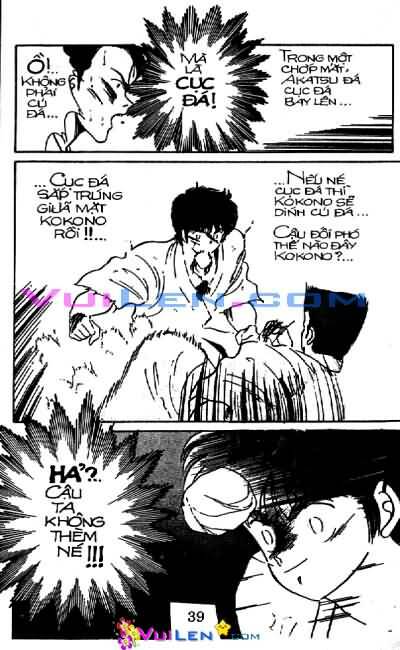 TRONG MỘT
CHỚP MẮT,
AKATSU ĐÁ
CỤC ĐÁ
BAY LÊN...
MÀ
LÀ
CỤC
ĐÁ!
Ồ!..
KHÔNG
PHẢI
CÚ
ĐÁ...
...NẾU NÉ
CỤC ĐÁ THÌ
KOKONO SẼ
DÍNH CÚ ĐÁ...
CẬU ĐỐI PHÓ
THẾ NÀO ĐÂY
KOKONO?...
...CỤC ĐÁ
SẮP TRÚNG
GIỮA MẶT
KOKONO
RỒI!!...
VUILEN.COM
HẢ?..
CẬU
TA
KHÔNG
THÈM
NÉ!!!
39
VUILEN